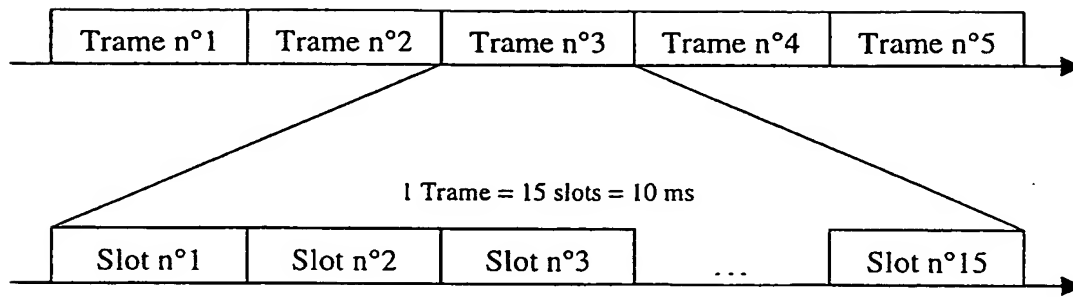 Trame n°1 Trame n°2 Trame n°3 Trame n°4 Trame n°5
1 Trame = 15 slots = 10 ms
Slot n°1 Slot n°2 Slot n°3 ... Slot n°15